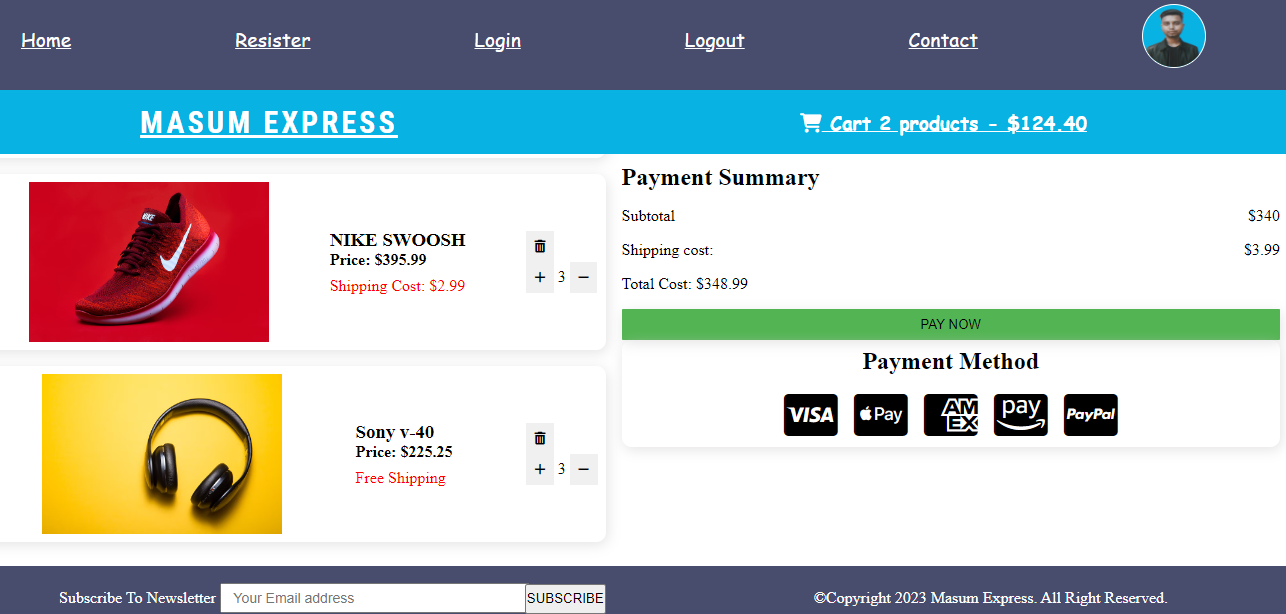 Home Resister Login Logout Contact
MASUM EXPRESS
Cart 2 products - $124.40
NIKE
NIKE SWOOSH
Price: $395.99
Shipping Cost: $2.99
+ 3 −
Sony v-40
Price: $225.25
Free Shipping
+ 3 −
Payment Summary
Subtotal $340
Shipping cost: $3.99
Total Cost: $348.99
PAY NOW
Payment Method
VISA Pay AM EX pay PayPal
Subscribe To Newsletter Your Email address SUBSCRIBE
©Copyright 2023 Masum Express. All Right Reserved.